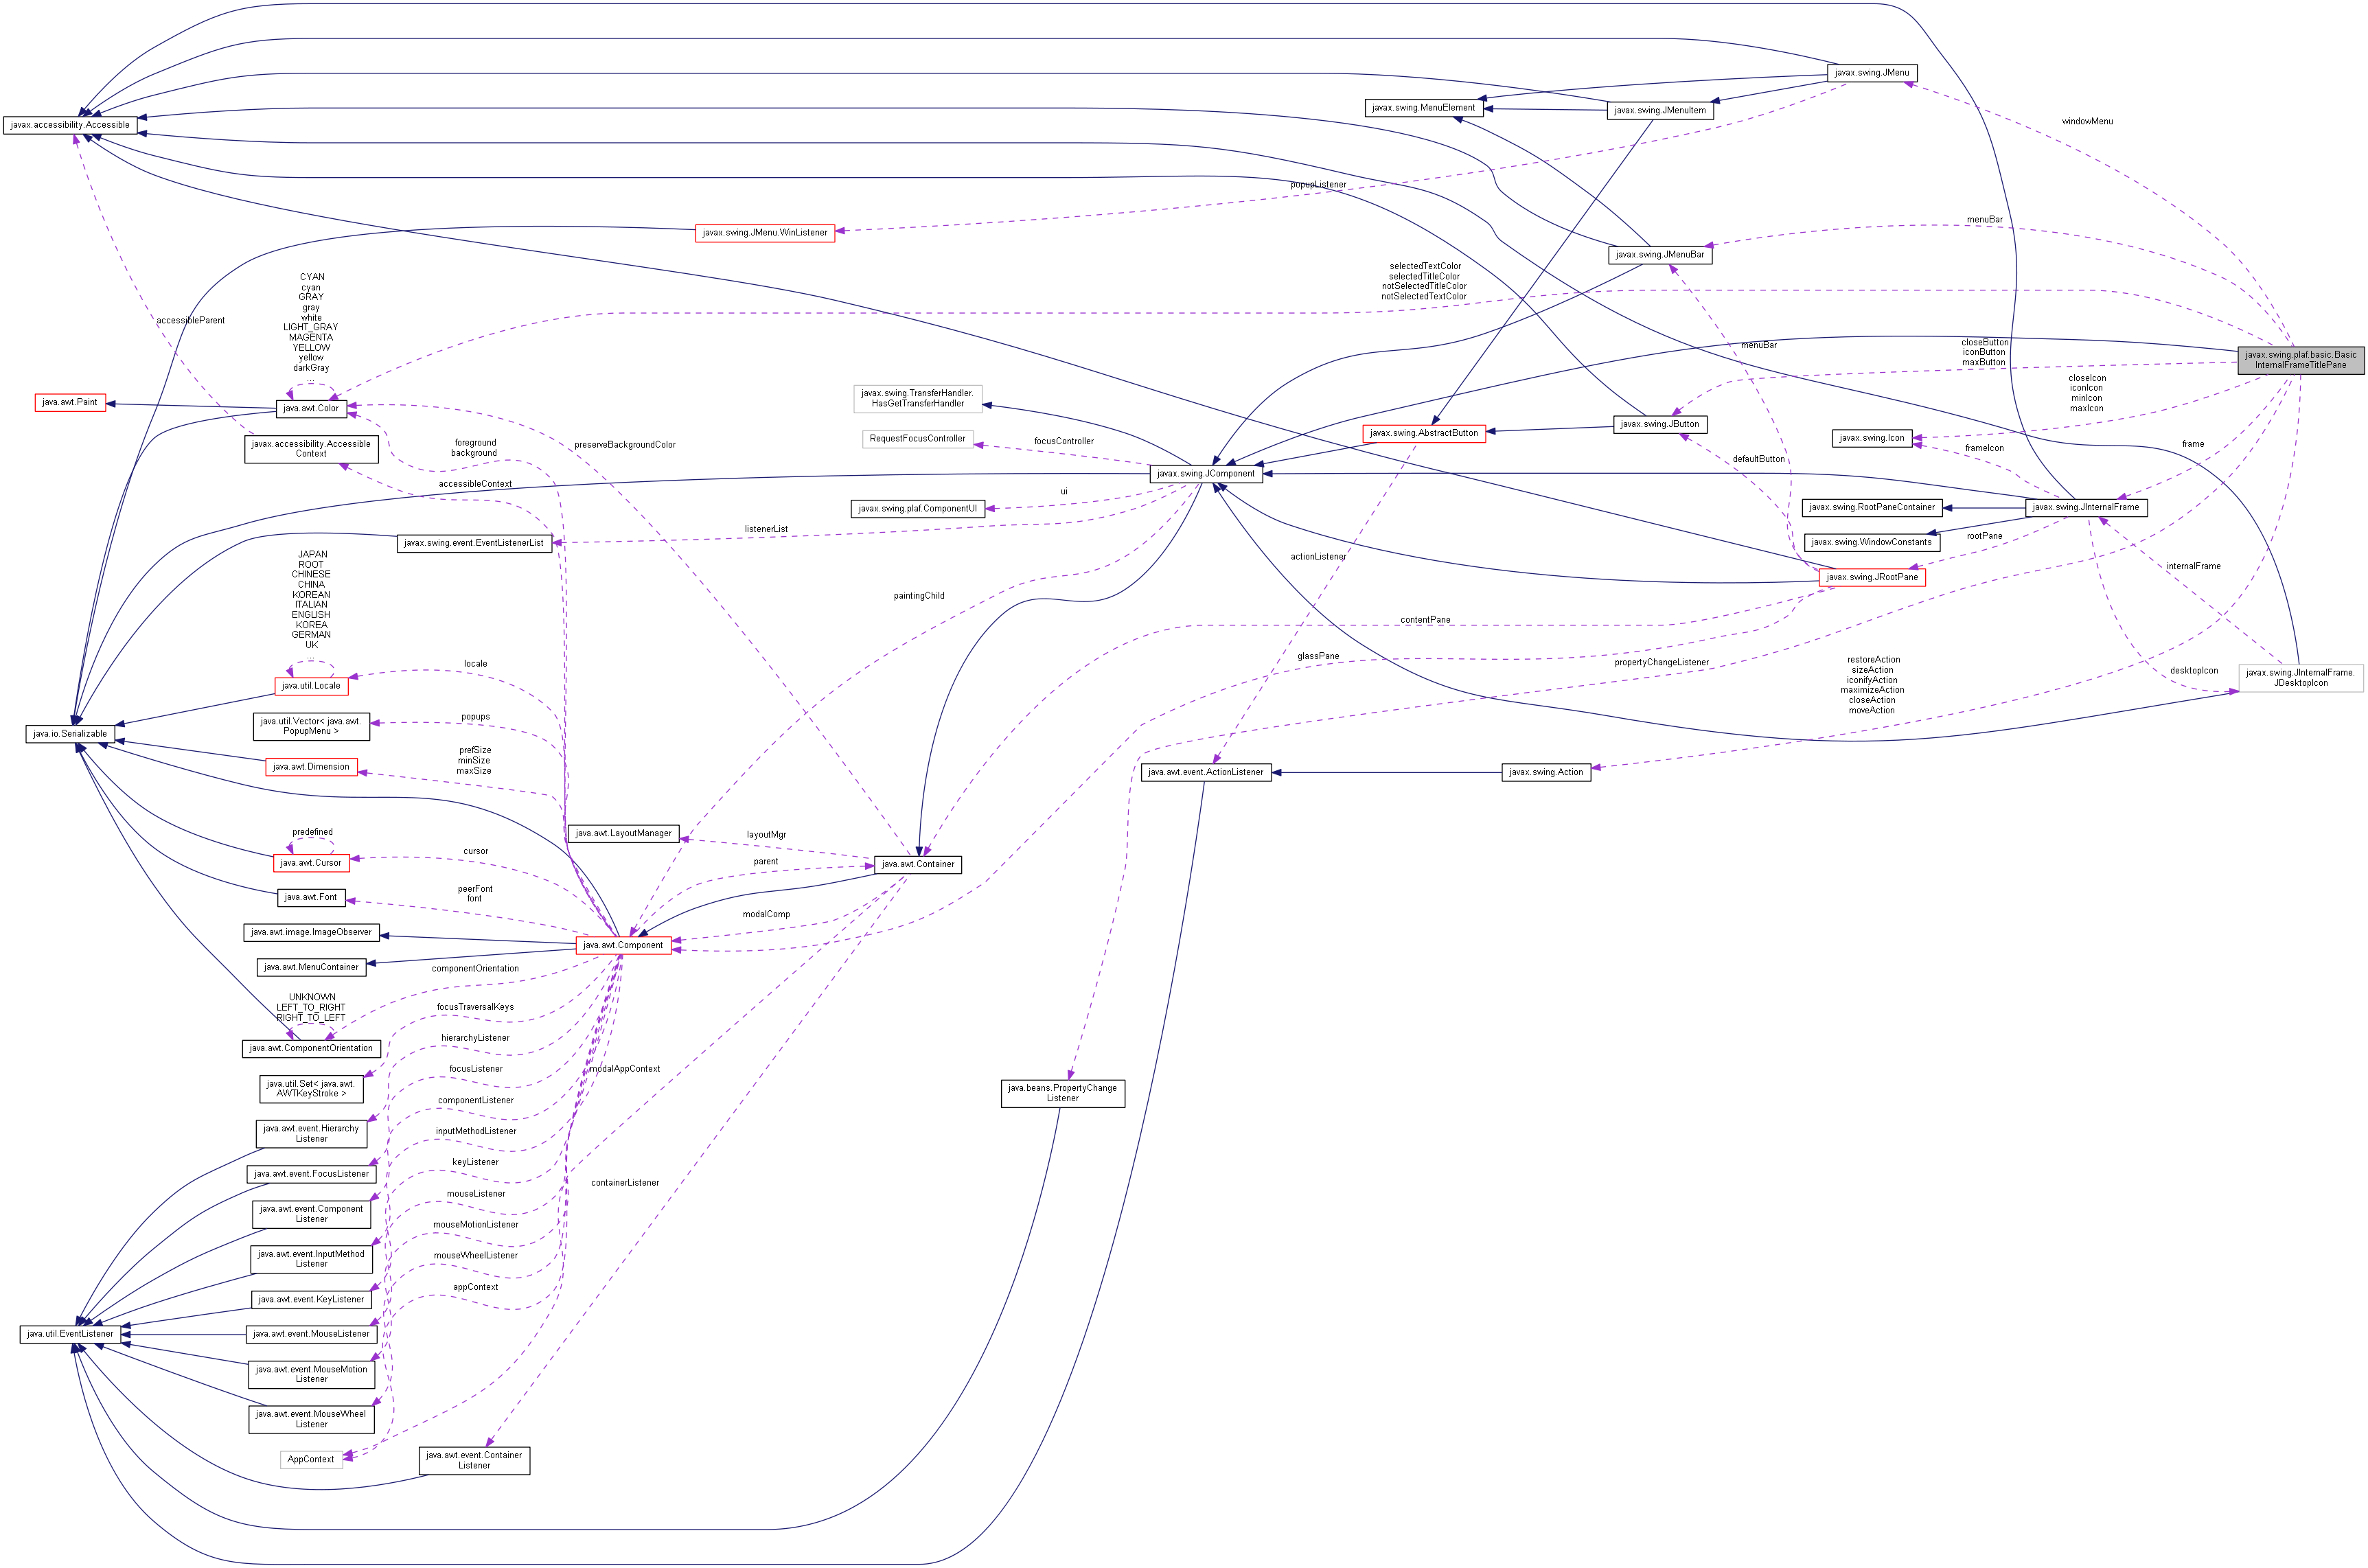 javax.swing.JMenu
javax.swing.MenuElement
javax.swing.JMenuItem
javax.accessibility.Accessible
windowMenu
popupListener
menuBar
javax.swing.JMenu.WinListener
javax.swing.JMenuBar
CYAN
cyan
GRAY
gray
white
LIGHT_GRAY
MAGENTA
YELLOW
yellow
darkGray
...
selectedTextColor
selectedTitleColor
notSelectedTitleColor
notSelectedTextColor
accessibleParent
menuBar
closeButton
iconButton
maxButton
javax.swing.plaf.basic.Basic
InternalFrameTitlePane
closeIcon
iconIcon
minIcon
maxIcon
java.awt.Paint
java.awt.Color
javax.swing.TransferHandler.
HasGetTransferHandler
javax.swing.JButton
javax.swing.AbstractButton
javax.swing.Icon
javax.accessibility.Accessible
Context
foreground
background
preserveBackgroundColor
RequestFocusController
focusController
frame
frameIcon
defaultButton
javax.swing.JComponent
accessibleContext
ui
javax.swing.plaf.ComponentUI
javax.swing.RootPaneContainer
javax.swing.JInternalFrame
listenerList
javax.swing.event.EventListenerList
javax.swing.WindowConstants
rootPane
JAPAN
ROOT
CHINESE
CHINA
KOREAN
ITALIAN
ENGLISH
KOREA
GERMAN
UK
...
actionListener
internalFrame
javax.swing.JRootPane
paintingChild
contentPane
glassPane
propertyChangeListener
locale
java.util.Locale
restoreAction
sizeAction
iconifyAction
maximizeAction
closeAction
moveAction
desktopIcon
javax.swing.JInternalFrame.
JDesktopIcon
java.util.Vector< java.awt.
PopupMenu >
popups
java.io.Serializable
java.awt.Dimension
prefSize
minSize
maxSize
java.awt.event.ActionListener
javax.swing.Action
predefined
java.awt.LayoutManager
layoutMgr
java.awt.Cursor
cursor
parent
java.awt.Container
java.awt.Font
peerFont
font
modalComp
java.awt.image.ImageObserver
java.awt.Component
java.awt.MenuContainer
componentOrientation
UNKNOWN
LEFT_TO_RIGHT
RIGHT_TO_LEFT
focusTraversalKeys
java.awt.ComponentOrientation
hierarchyListener
java.util.Set< java.awt.
AWTKeyStroke >
focusListener
modalAppContext
java.beans.PropertyChange
Listener
componentListener
java.awt.event.Hierarchy
Listener
inputMethodListener
java.awt.event.FocusListener
keyListener
containerListener
java.awt.event.Component
Listener
mouseListener
mouseMotionListener
java.awt.event.InputMethod
Listener
mouseWheelListener
java.awt.event.KeyListener
appContext
java.util.EventListener
java.awt.event.MouseListener
java.awt.event.MouseMotion
Listener
java.awt.event.MouseWheel
Listener
AppContext
java.awt.event.Container
Listener